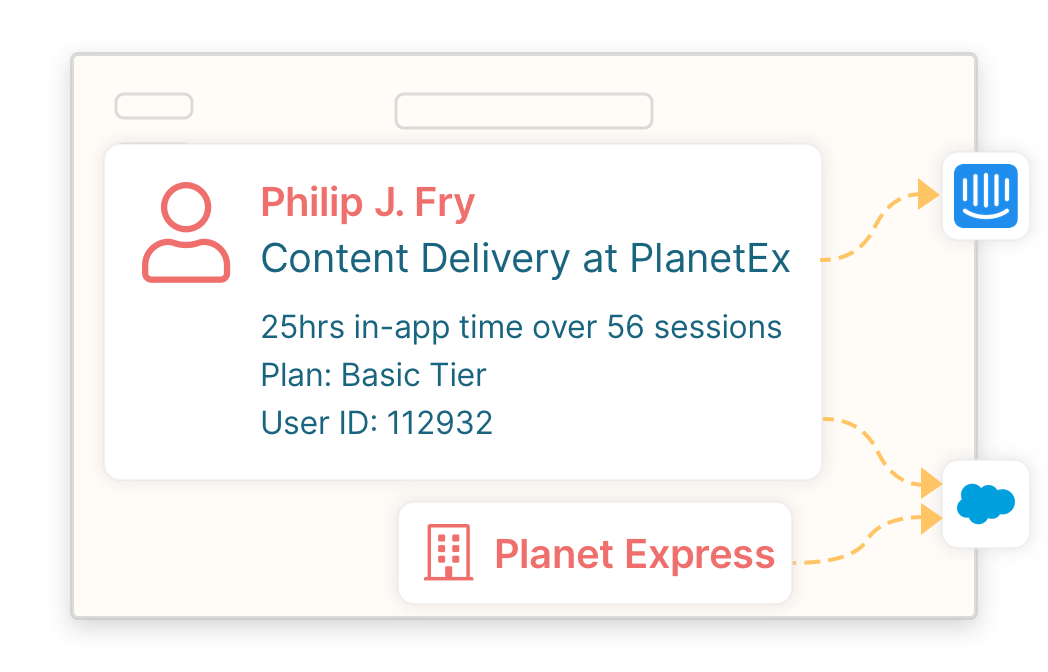 Philip J. Fry
Content Delivery at PlanetEx
25hrs in-app time over 56 sessions
Plan: Basic Tier
User ID: 112932
Planet Express